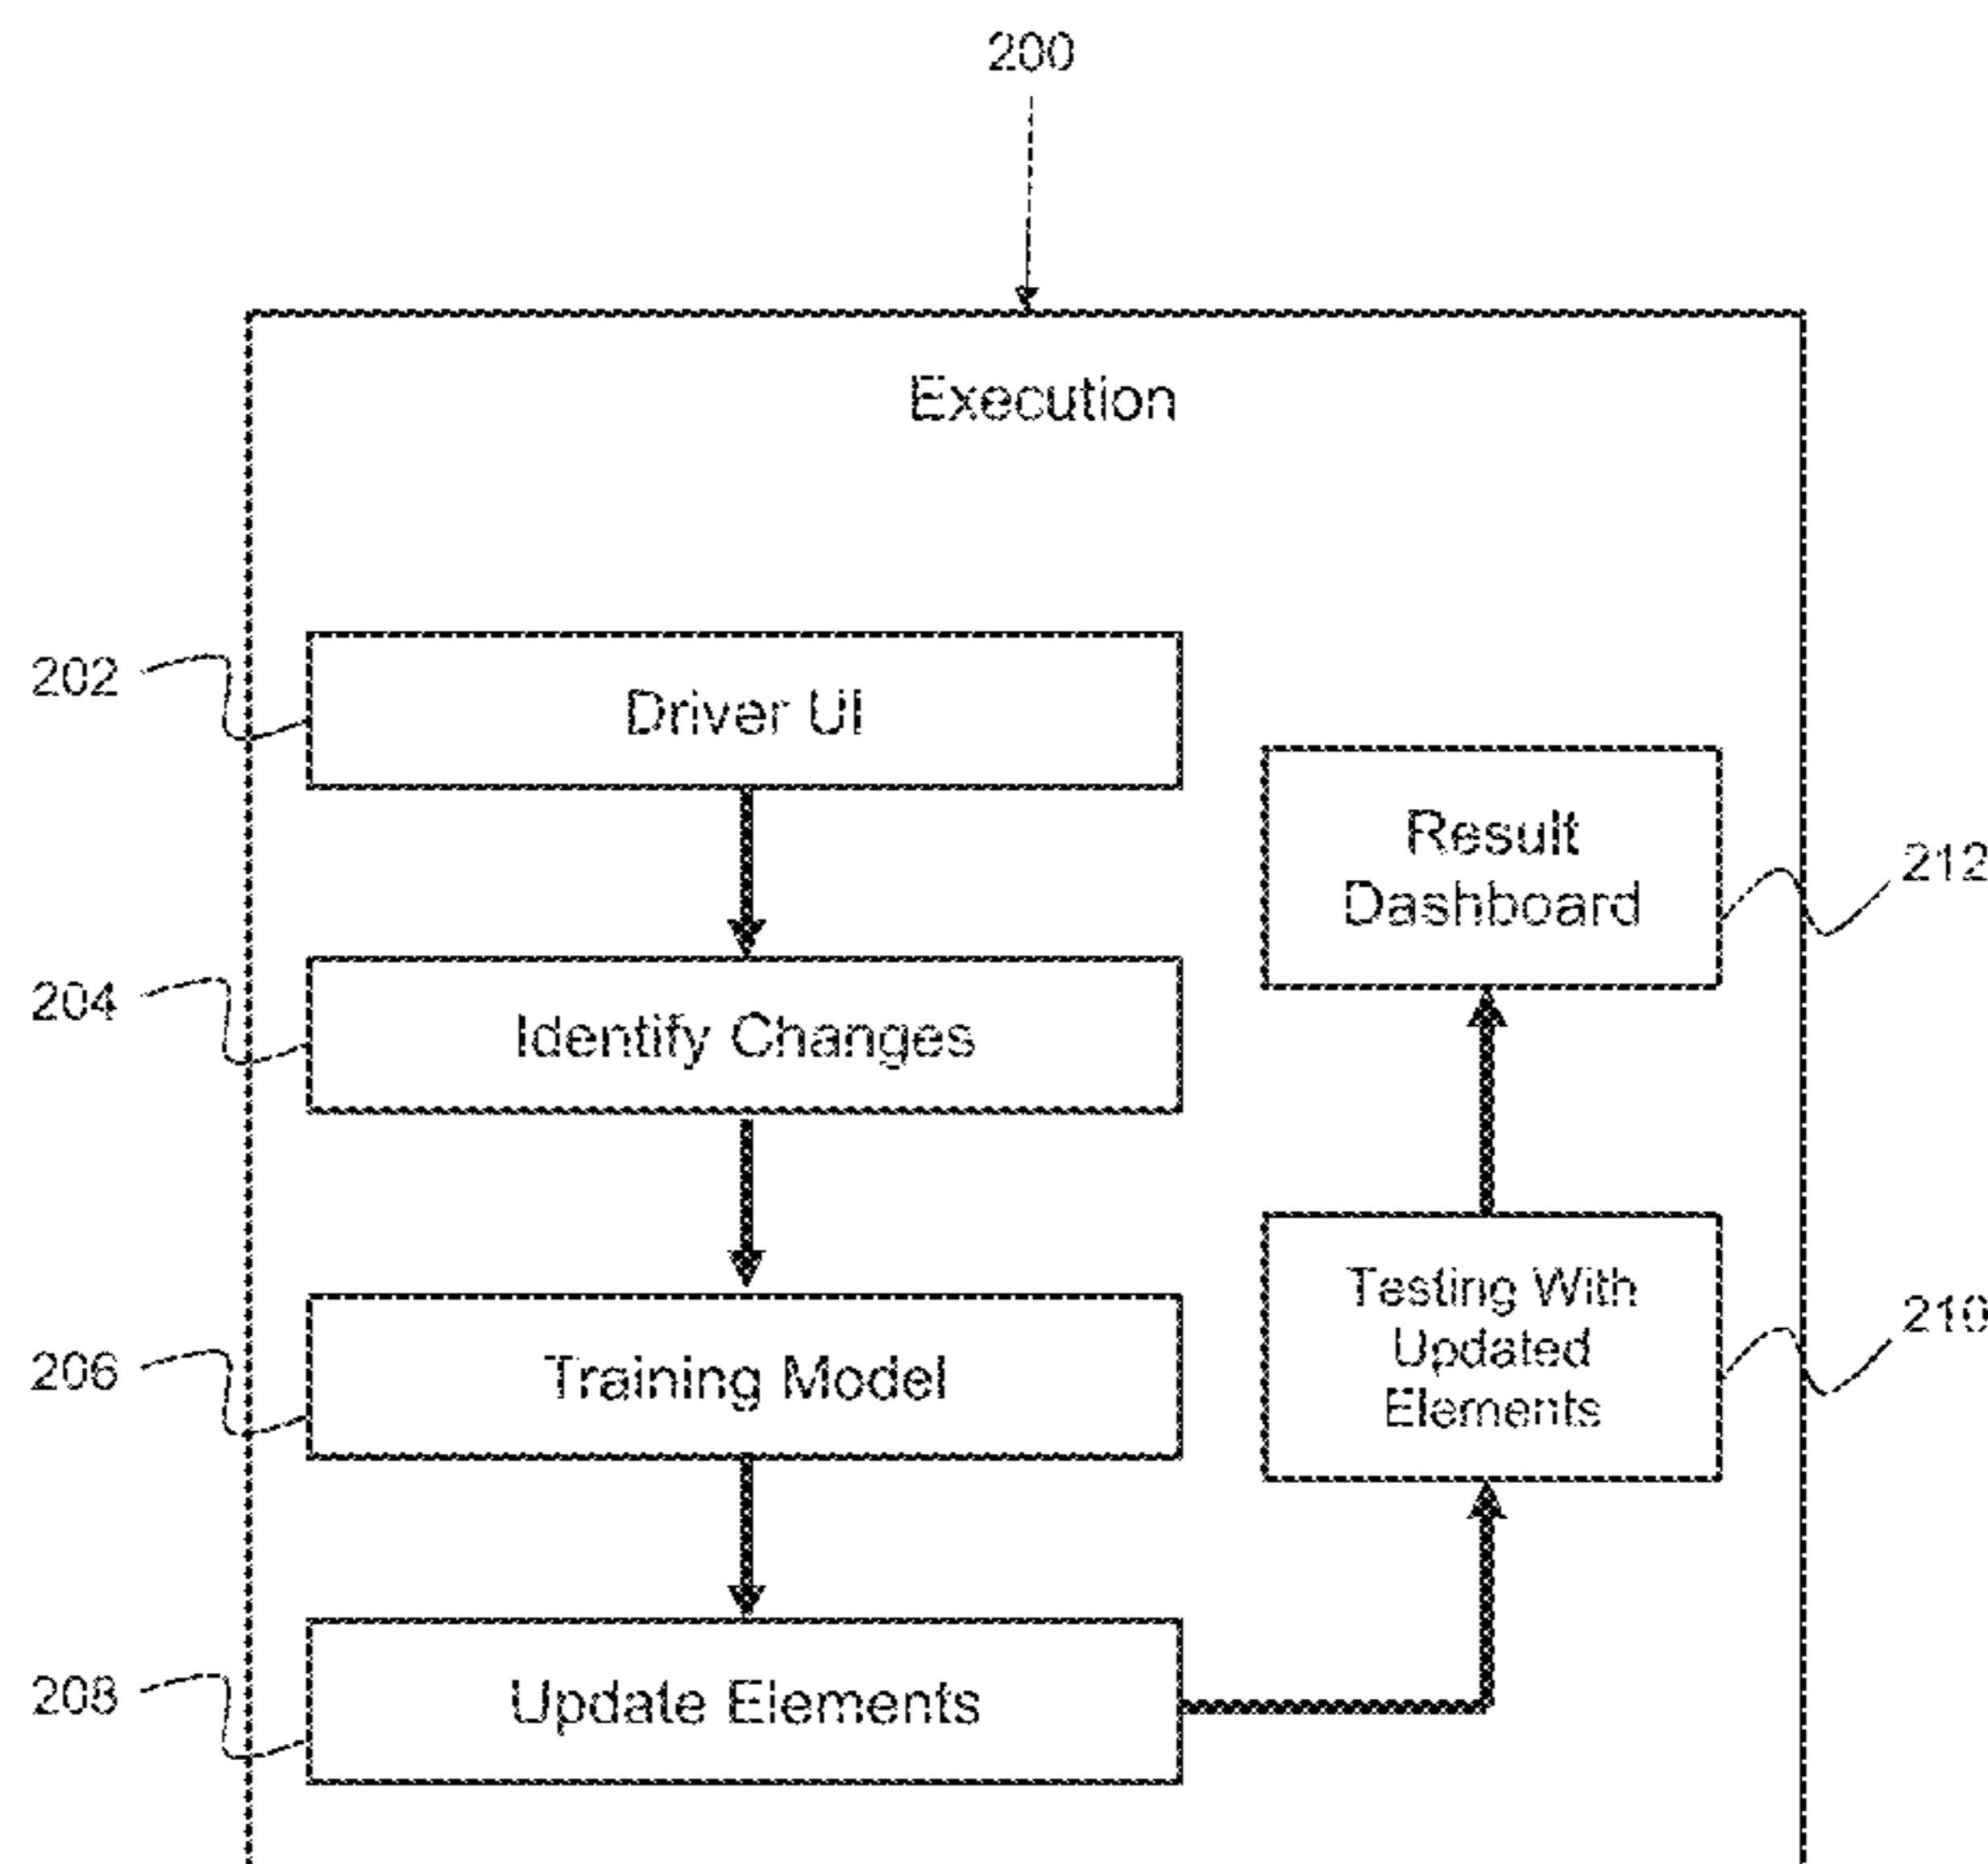 200
Execution
202
Driver UI
204
Identify Changes
206
Training Model
208
Update Elements
Result
Dashboard
212
Testing With
Updated
Elements
210